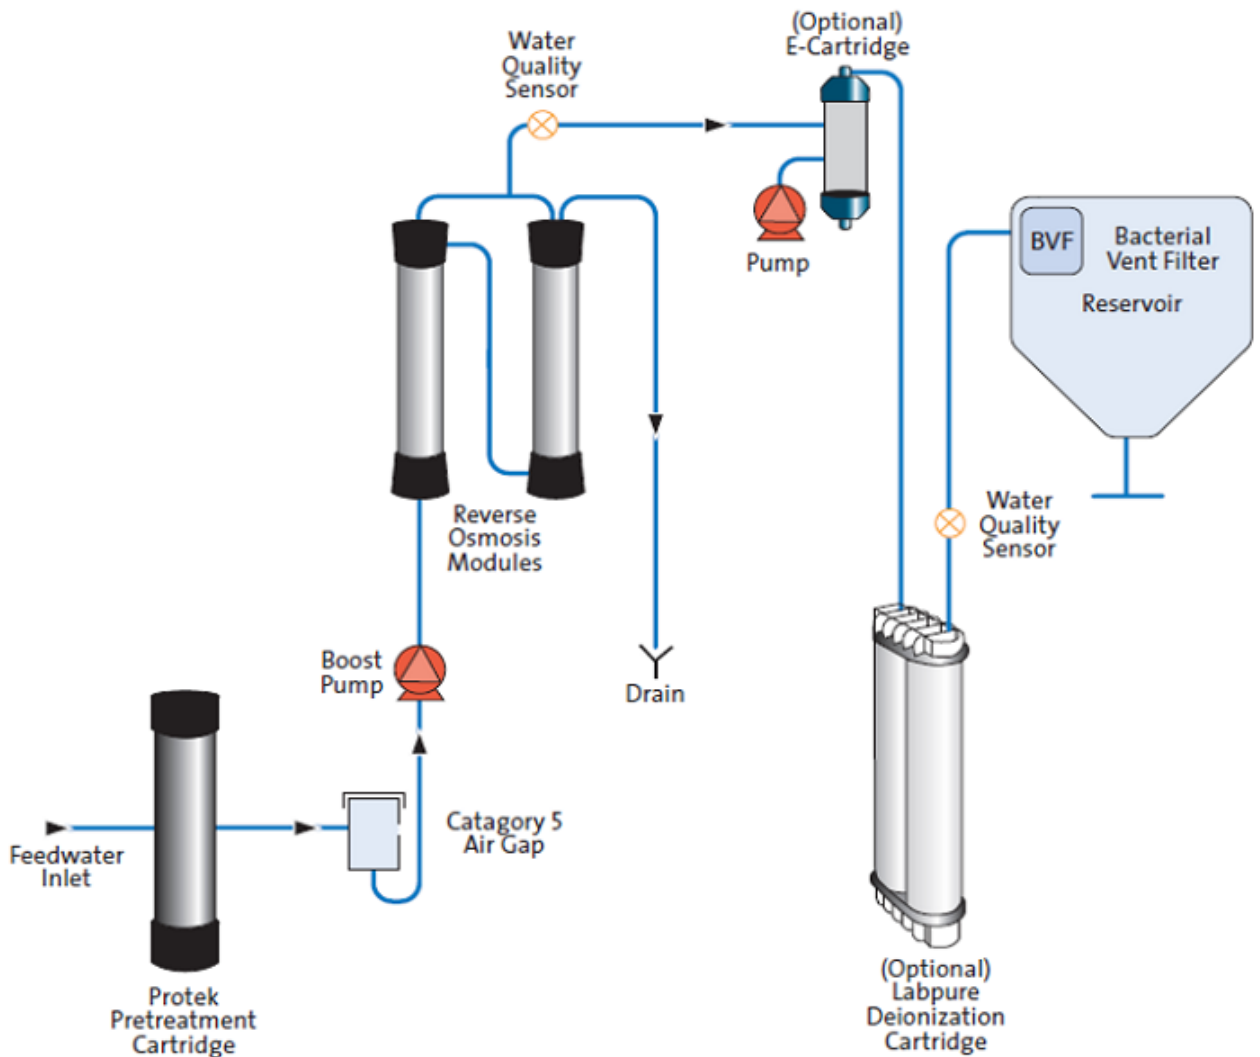 (Optional)
E-Cartridge
Water
Quality
Sensor
Pump
BVF
Bacterial
Vent Filter
Reservoir
Reverse
Osmosis
Modules
Water
Quality
Sensor
Boost
Pump
Drain
Catagory 5
Air Gap
Feedwater
Inlet
Protek
Pretreatment
Cartridge
(Optional)
Labpure
Deionization
Cartridge